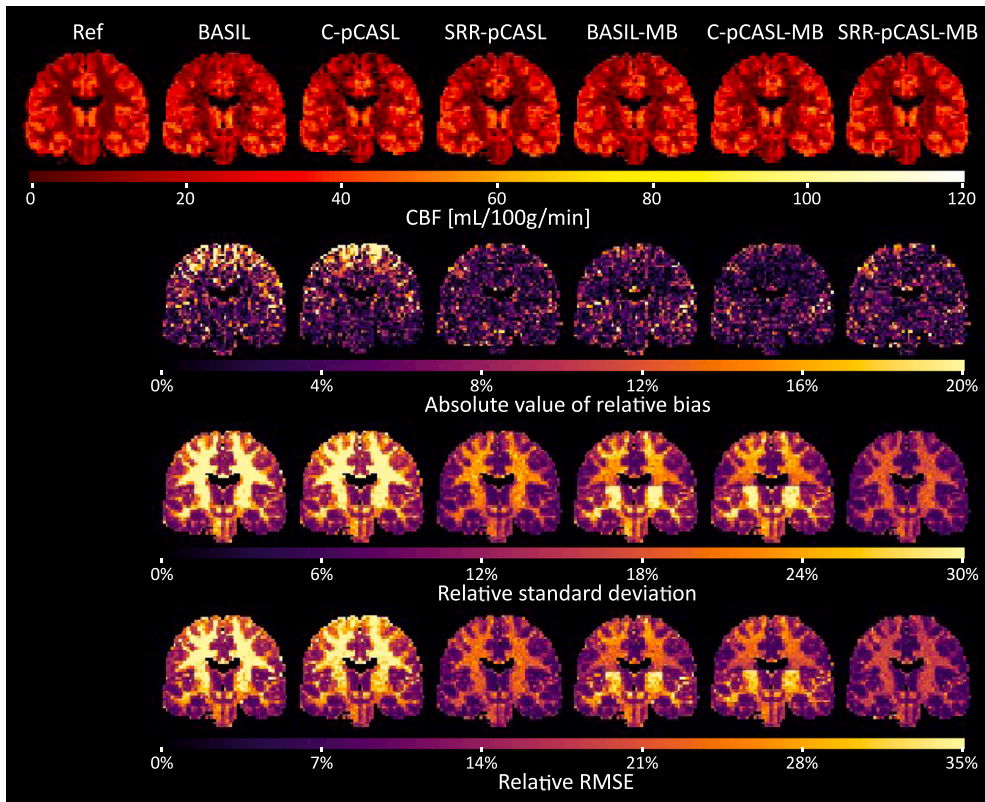 Ref BASIL C-pCASL SRR-pCASL BASIL-MB C-pCASL-MB SRR-pCASL-MB
0 20 40 60 80 100 120
CBF [mL/100g/min]
0% 4% 8% 12% 16% 20%
Absolute value of relative bias
0% 6% 12% 18% 24% 30%
Relative standard deviation
0% 7% 14% 21% 28% 35%
Relative RMSE